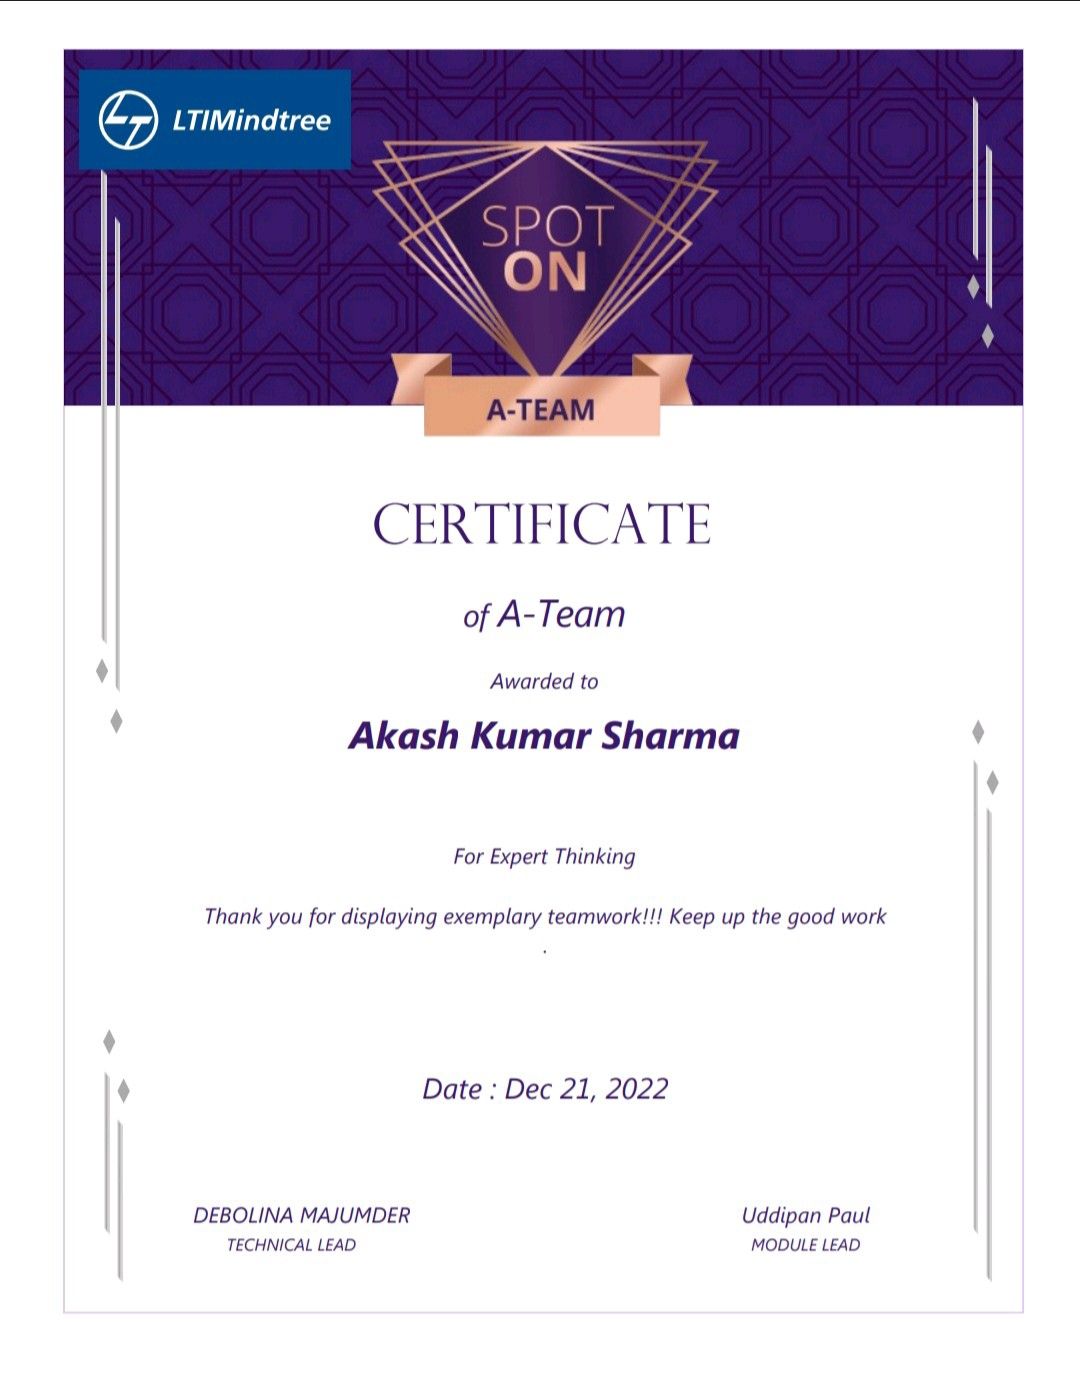 LTIMindtree
SPOT
ON
A-TEAM
CERTIFICATE
of A-Team
Awarded to
Akash Kumar Sharma
For Expert Thinking
Thank you for displaying exemplary teamwork!!! Keep up the good work
.
Date : Dec 21, 2022
DEBOLINA MAJUMDER
TECHNICAL LEAD
Uddipan Paul
MODULE LEAD